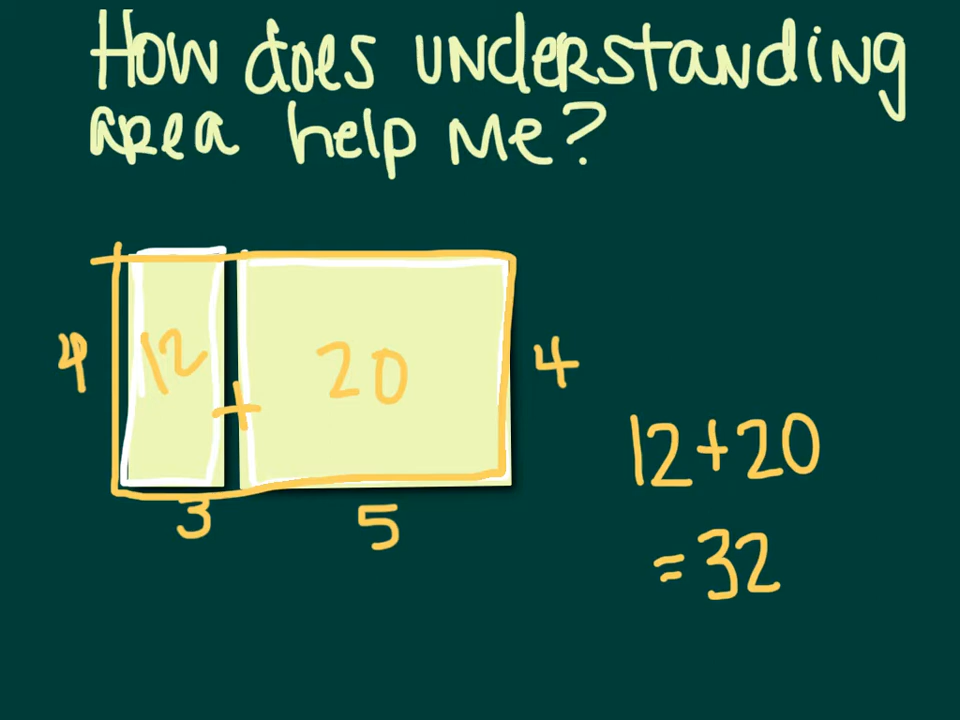 How does understanding
area help me?
4 12 + 20 4
3 5
12+20
=32